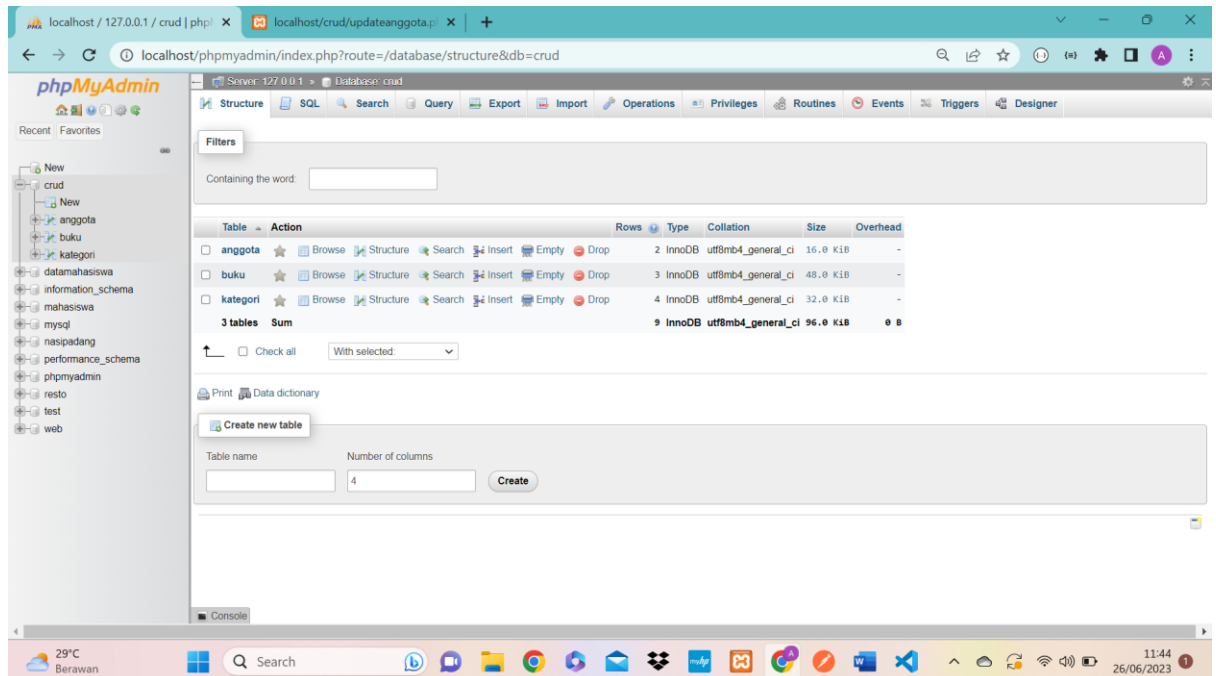 localhost / 127.0.0.1 / crud | php
localhost/crud/updateanggota.p
localhost/phpmyadmin/index.php?route=/database/structure&db=crud
A
phpMyAdmin
Recent Favorites
New
crud
New
anggota
buku
kategori
datamahasiswa
information_schema
mahasiswa
mysql
nasipadang
performance_schema
phpmyadmin
resto
test
web
Server: 127.0.0.1 » Database: crud
Structure SQL Search Query Export Import Operations Privileges Routines Events Triggers Designer
Filters
Containing the word:
Table Action Rows Type Collation Size Overhead
anggota Browse Structure Search Insert Empty Drop 2 InnoDB utf8mb4_general_ci 16.0 KiB -
buku Browse Structure Search Insert Empty Drop 3 InnoDB utf8mb4_general_ci 48.0 KiB -
kategori Browse Structure Search Insert Empty Drop 4 InnoDB utf8mb4_general_ci 32.0 KiB -
3 tables Sum 9 InnoDB utf8mb4_general_ci 96.0 KiB 0 B
Check all With selected:
Print Data dictionary
Create new table
Table name Number of columns
4 Create
Console
29°C
Berawan
Search
myhp
11:44
26/06/2023
1